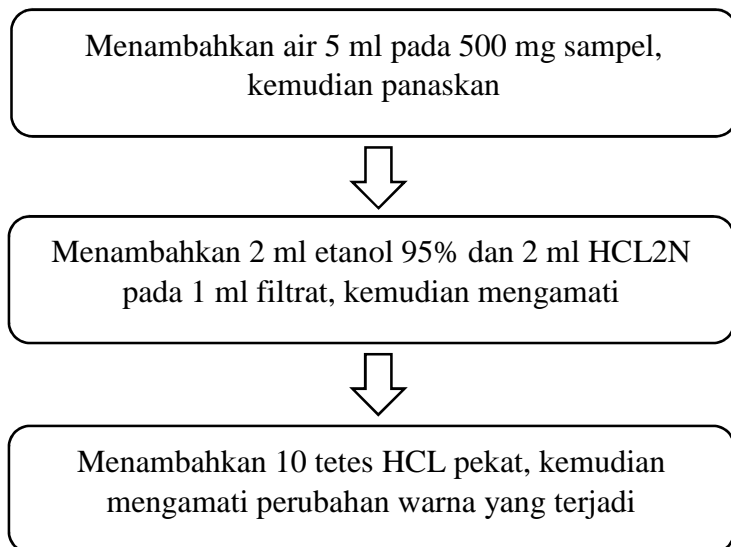 Menambahkan air 5 ml pada 500 mg sampel,
kemudian panaskan
Menambahkan 2 ml etanol 95% dan 2 ml HCL2N
pada 1 ml filtrat, kemudian mengamati
Menambahkan 10 tetes HCL pekat, kemudian
mengamati perubahan warna yang terjadi